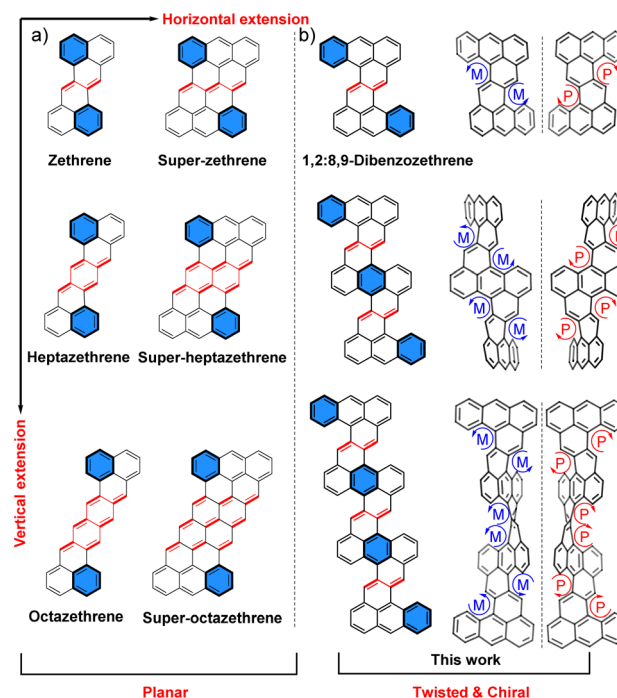 Horizontal extension
a)
b)
M
M
P
P
Zethrene
Super-zethrene
1,2:8,9-Dibenzozethrene
M
M
M
M
P
P
P
P
Heptazethrene
Super-heptazethrene
Vertical extension
M
M
M
M
M
M
P
P
P
P
P
P
Octazethrene
Super-octazethrene
This work
Planar
Twisted & Chiral